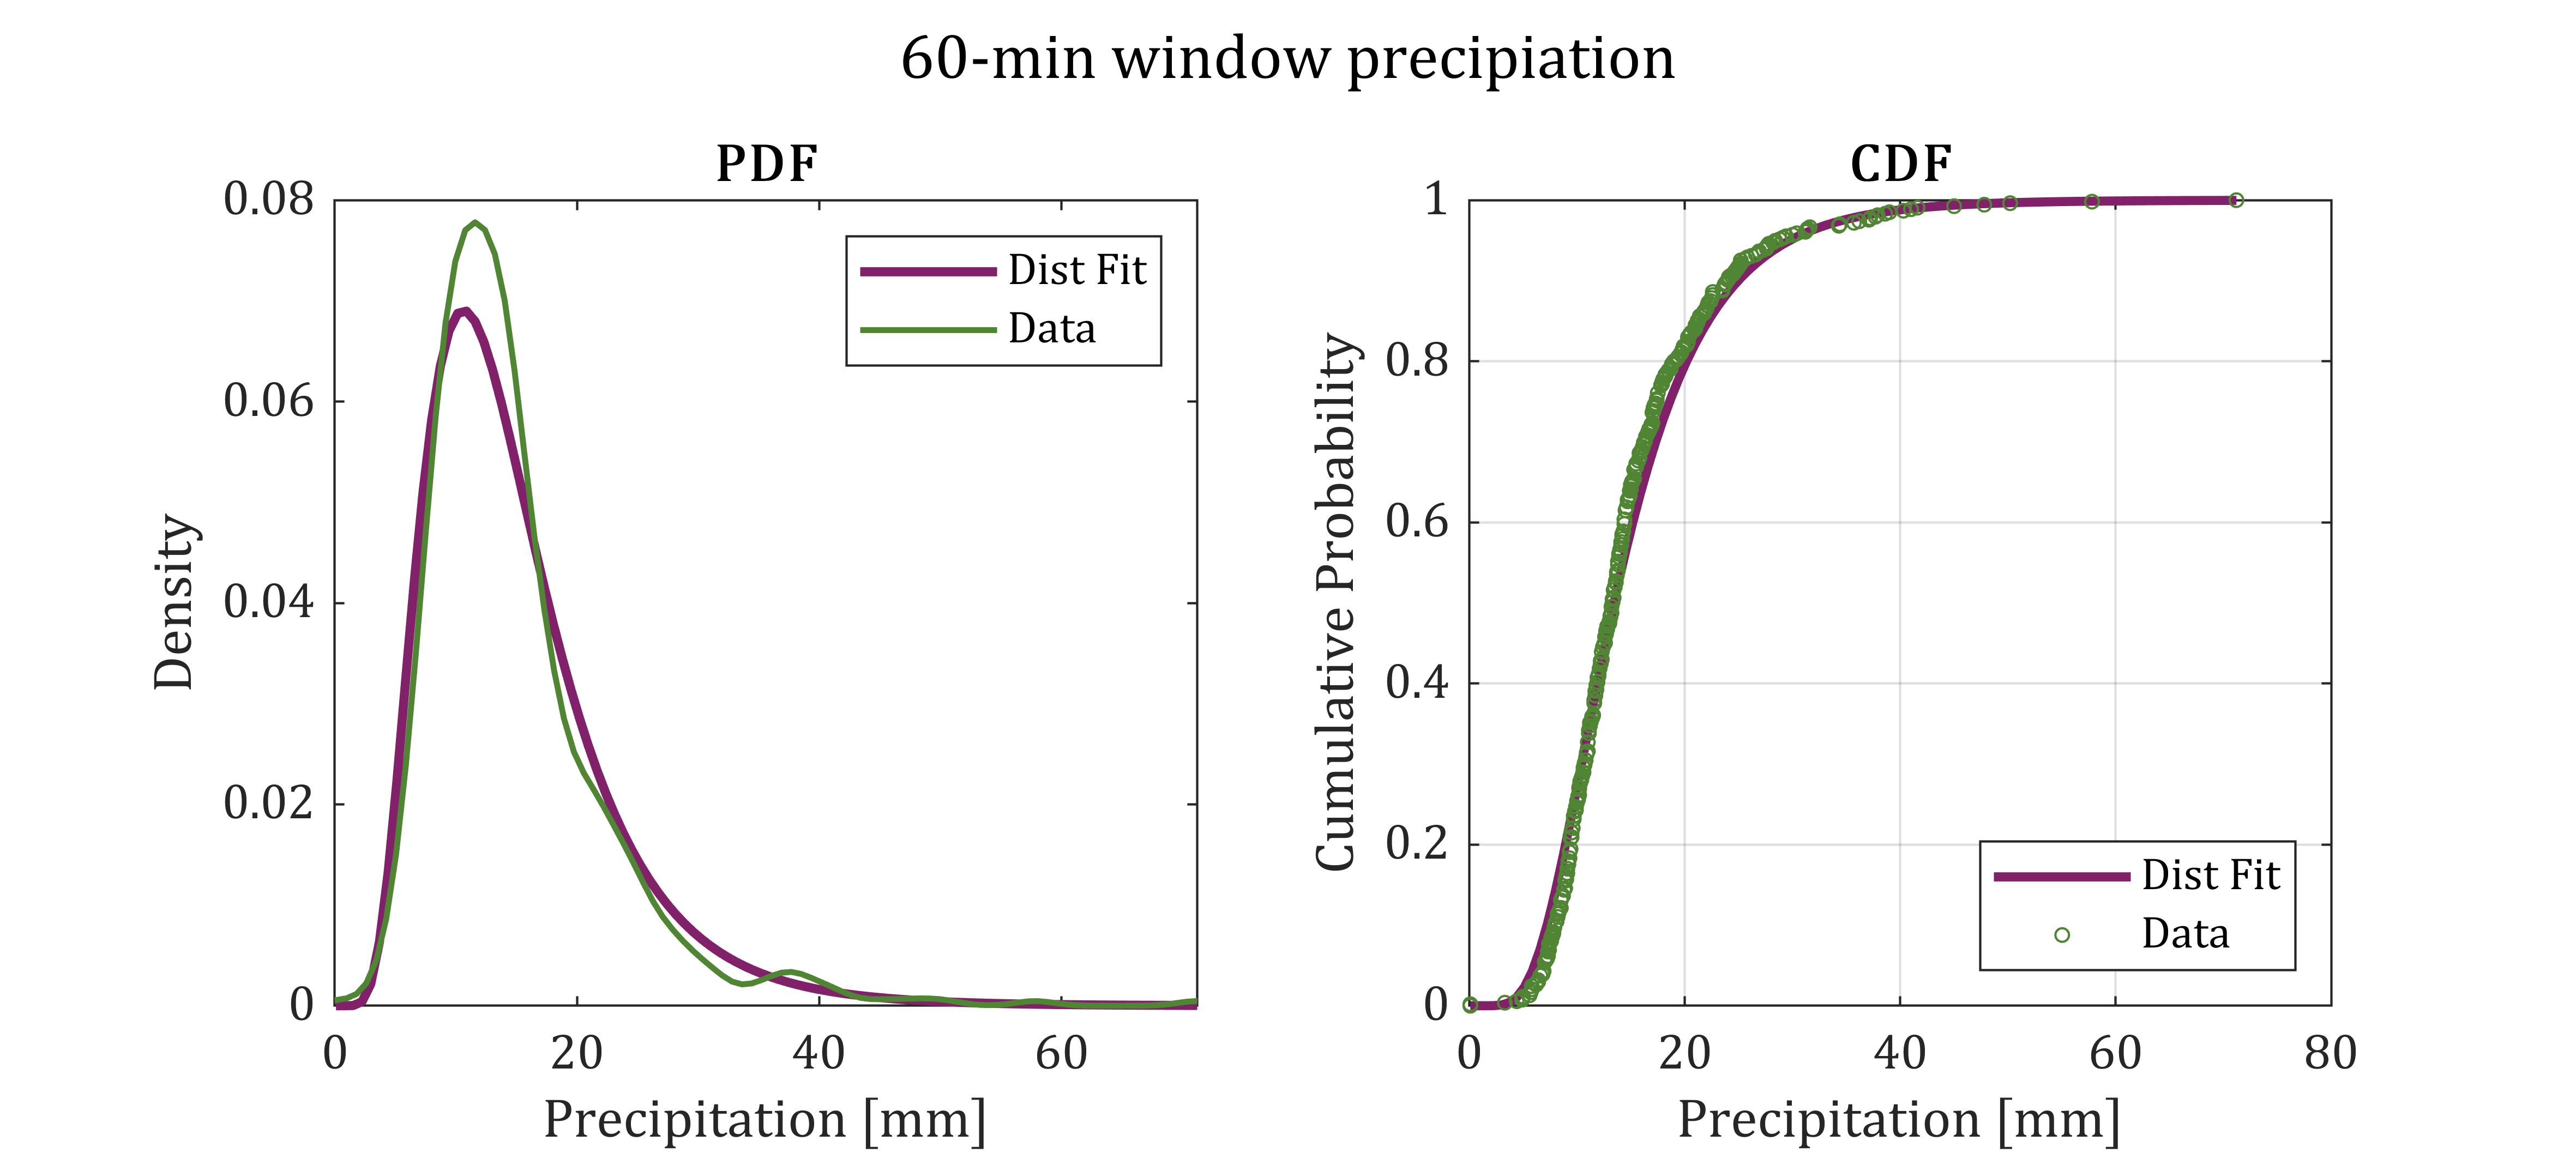 60-min window precipiation
PDF
0.08
0.06
0.04
0.02
0
Density
Dist Fit
Data
0 20 40 60
Precipitation [mm]
CDF
1
0.8
0.6
0.4
0.2
0
Cumulative Probability
Dist Fit
Data
0 20 40 60 80
Precipitation [mm]